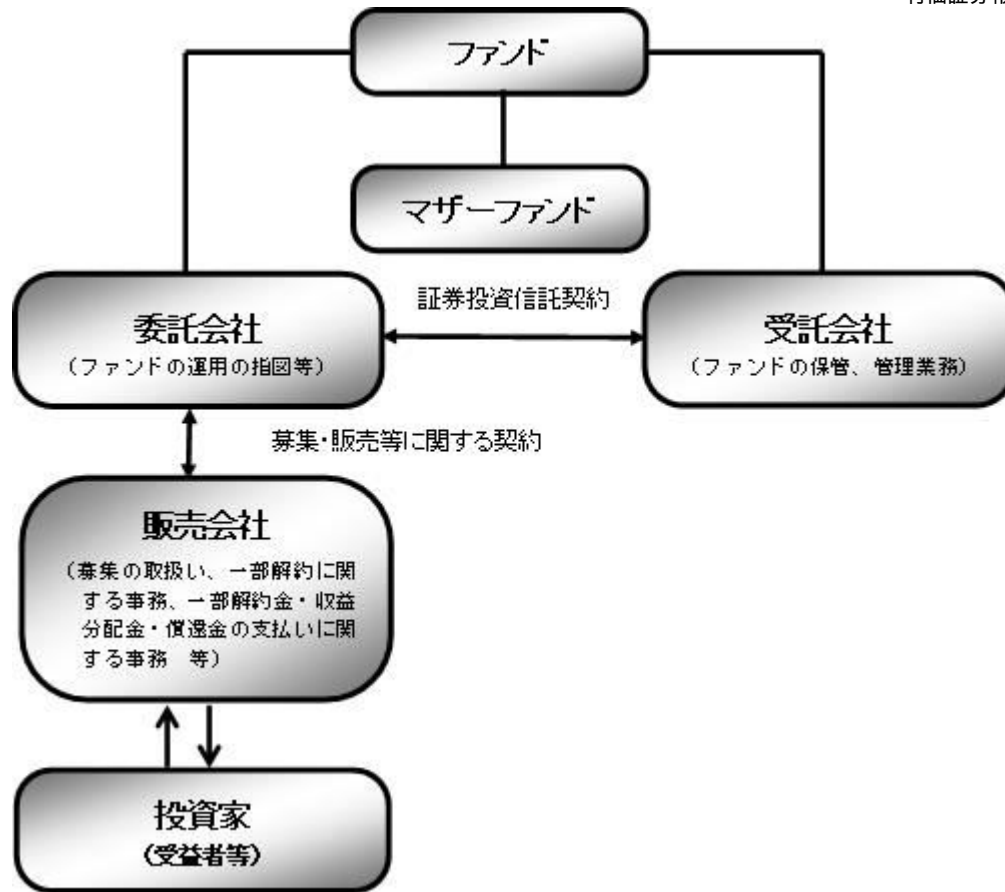 ファンド
マザーファンド
証券投資信託契約
委託会社
(ファンドの運用の指図等)
受託会社
(ファンドの保管、管理業務)
募集・販売等に関する契約
販売会社
(募集の取扱い、一部解約に関
する事務、一部解約金・収益
分配金・償還金の支払いに関
する事務 等)
投資家
(受益者等)